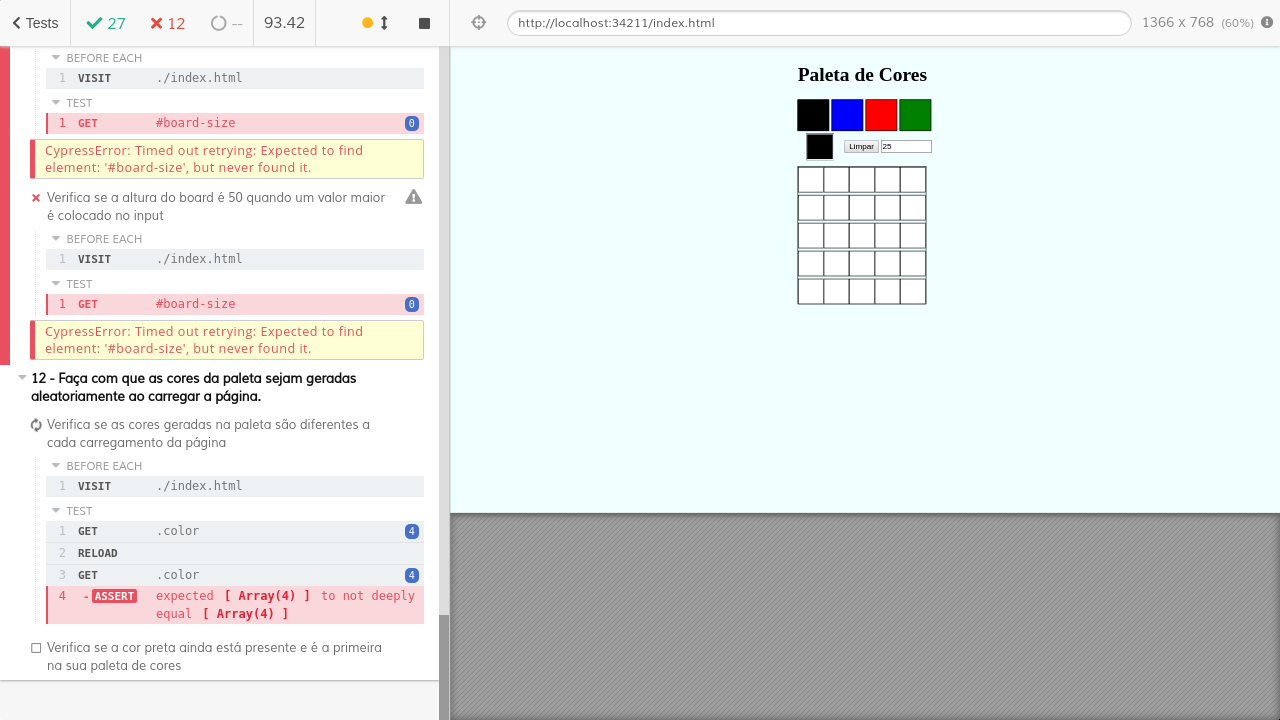 Tests 27 12 -- 93.42
http://localhost:34211/index.html 1366 x 768 (60%)
BEFORE EACH
1 VISIT ./index.html
TEST
1 GET #board-size 0
CypressError: Timed out retrying: Expected to find
element: '#board-size', but never found it.
Verifica se a altura do board é 50 quando um valor maior
é colocado no input
BEFORE EACH
1 VISIT ./index.html
TEST
1 GET #board-size 0
CypressError: Timed out retrying: Expected to find
element: '#board-size', but never found it.
12 - Faça com que as cores da paleta sejam geradas
aleatoriamente ao carregar a página.
Verifica se as cores geradas na paleta são diferentes a
cada carregamento da página
BEFORE EACH
1 VISIT ./index.html
TEST
1 GET .color 4
2 RELOAD
3 GET .color 4
4 -ASSERT expected [ Array(4) ] to not deeply
equal [ Array(4) ]
Verifica se a cor preta ainda está presente e é a primeira
na sua paleta de cores
Paleta de Cores
Limpar 25